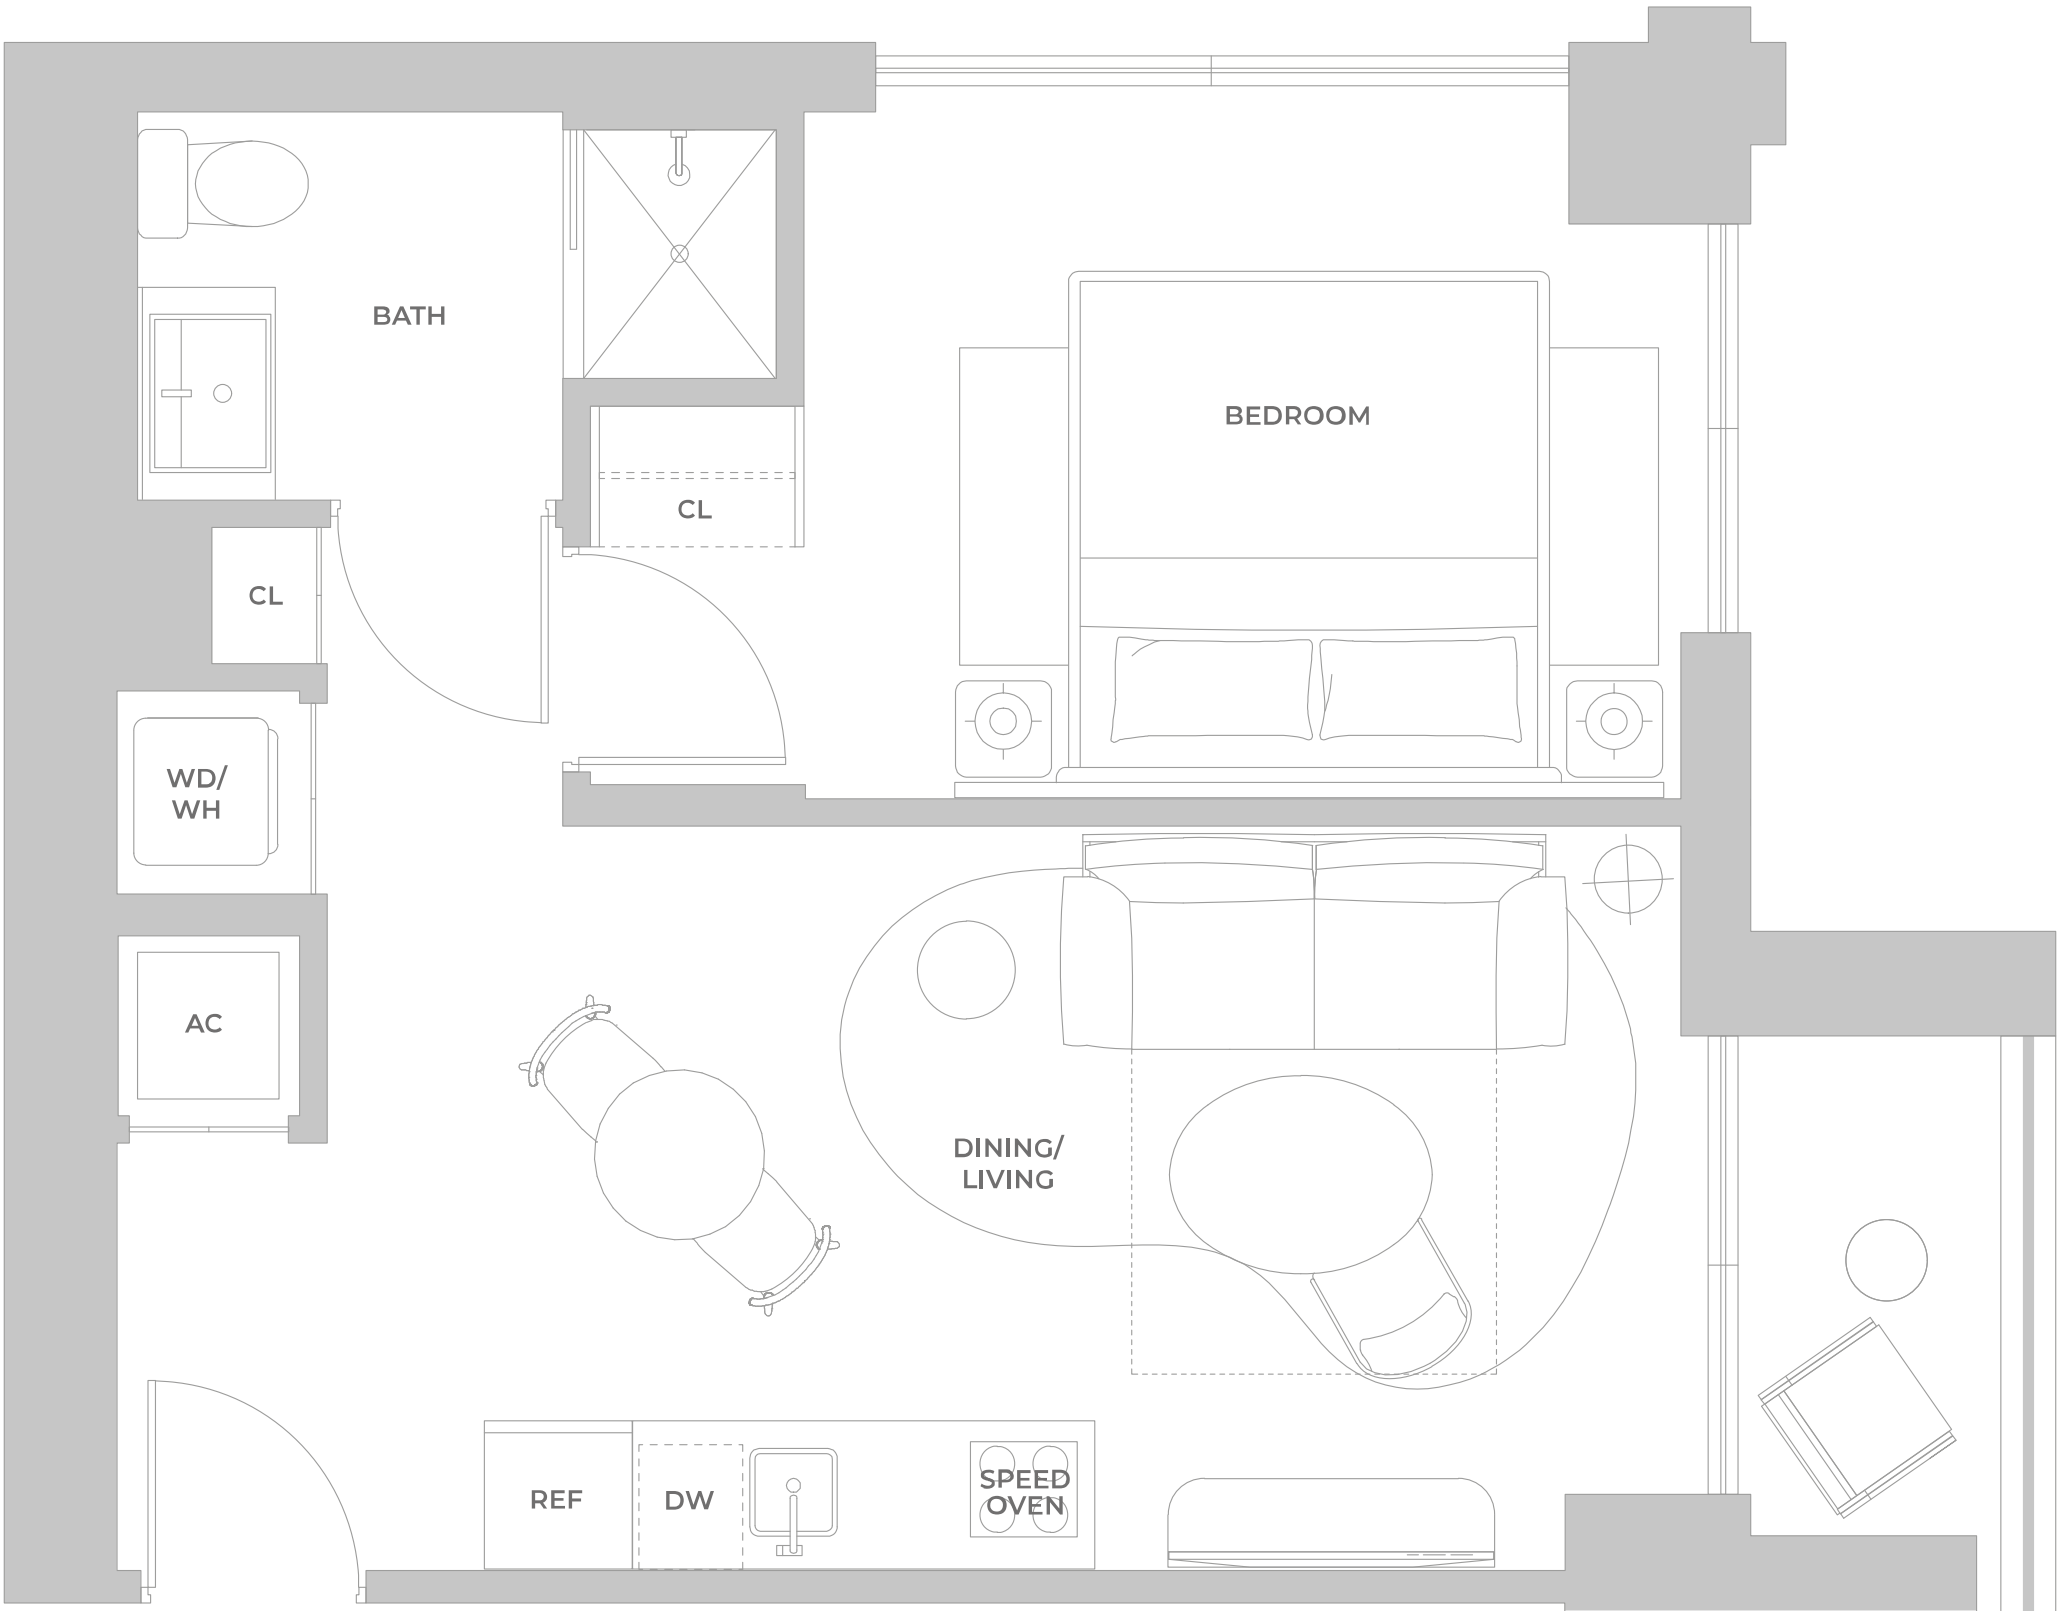 BATH
BEDROOM
CL
CL
WD/
WH
AC
DINING/
LIVING
REF
DW
SPEED
OVEN